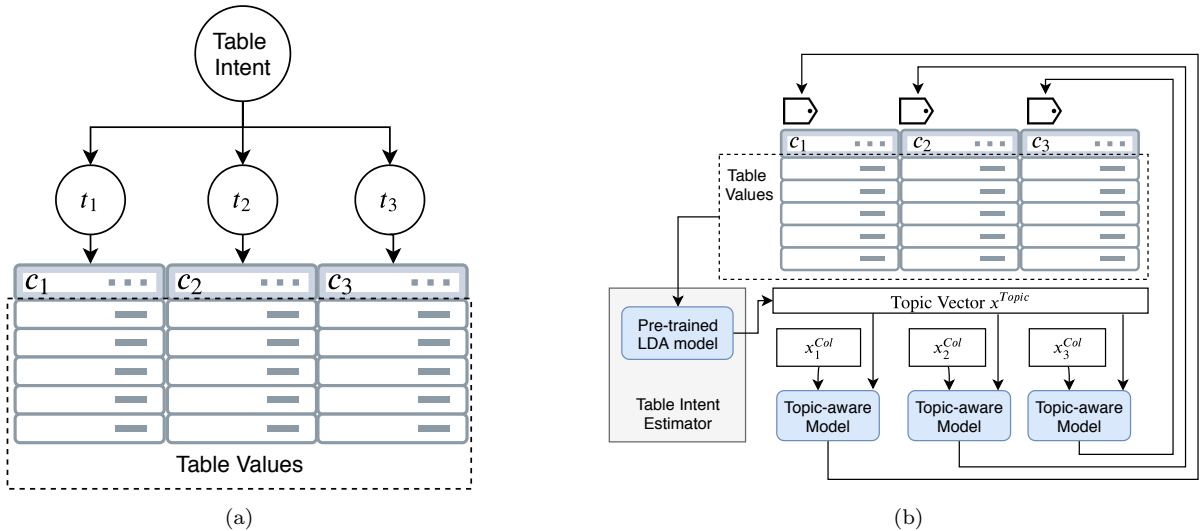 Table
Intent
t1
t2
t3
c1
c2
c3
Table Values
(a)
c1
c2
c3
Table
Values
Topic Vector x^Topic
Pre-trained
LDA model
x1^Col
x2^Col
x3^Col
Table Intent
Estimator
Topic-aware
Model
Topic-aware
Model
Topic-aware
Model
(b)